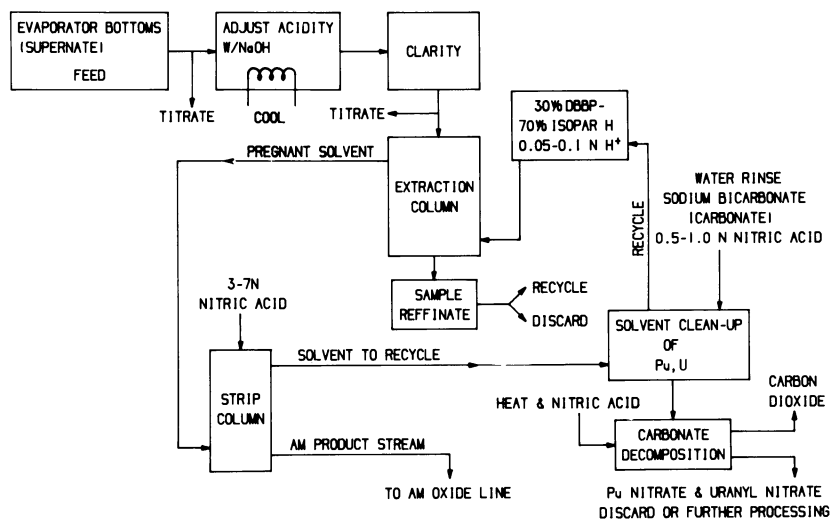 EVAPORATOR BOTTOMS
(SUPERNATE)
FEED
ADJUST ACIDITY
W/NaOH
COOL
CLARITY
TITRATE
TITRATE
30% DBBP-
70% ISOPAR H
0.05-0.1 N H+
PREGNANT SOLVENT
EXTRACTION
COLUMN
RECYCLE
WATER RINSE
SODIUM BICARBONATE
(CARBONATE)
0.5-1.0 N NITRIC ACID
SAMPLE
REFFINATE
RECYCLE
DISCARD
3-7N
NITRIC ACID
SOLVENT CLEAN-UP
OF
Pu,U
SOLVENT TO RECYCLE
STRIP
COLUMN
HEAT & NITRIC ACID
CARBON
DIOXIDE
CARBONATE
DECOMPOSITION
AM PRODUCT STREAM
TO AM OXIDE LINE
Pu NITRATE & URANYL NITRATE
DISCARD OR FURTHER PROCESSING